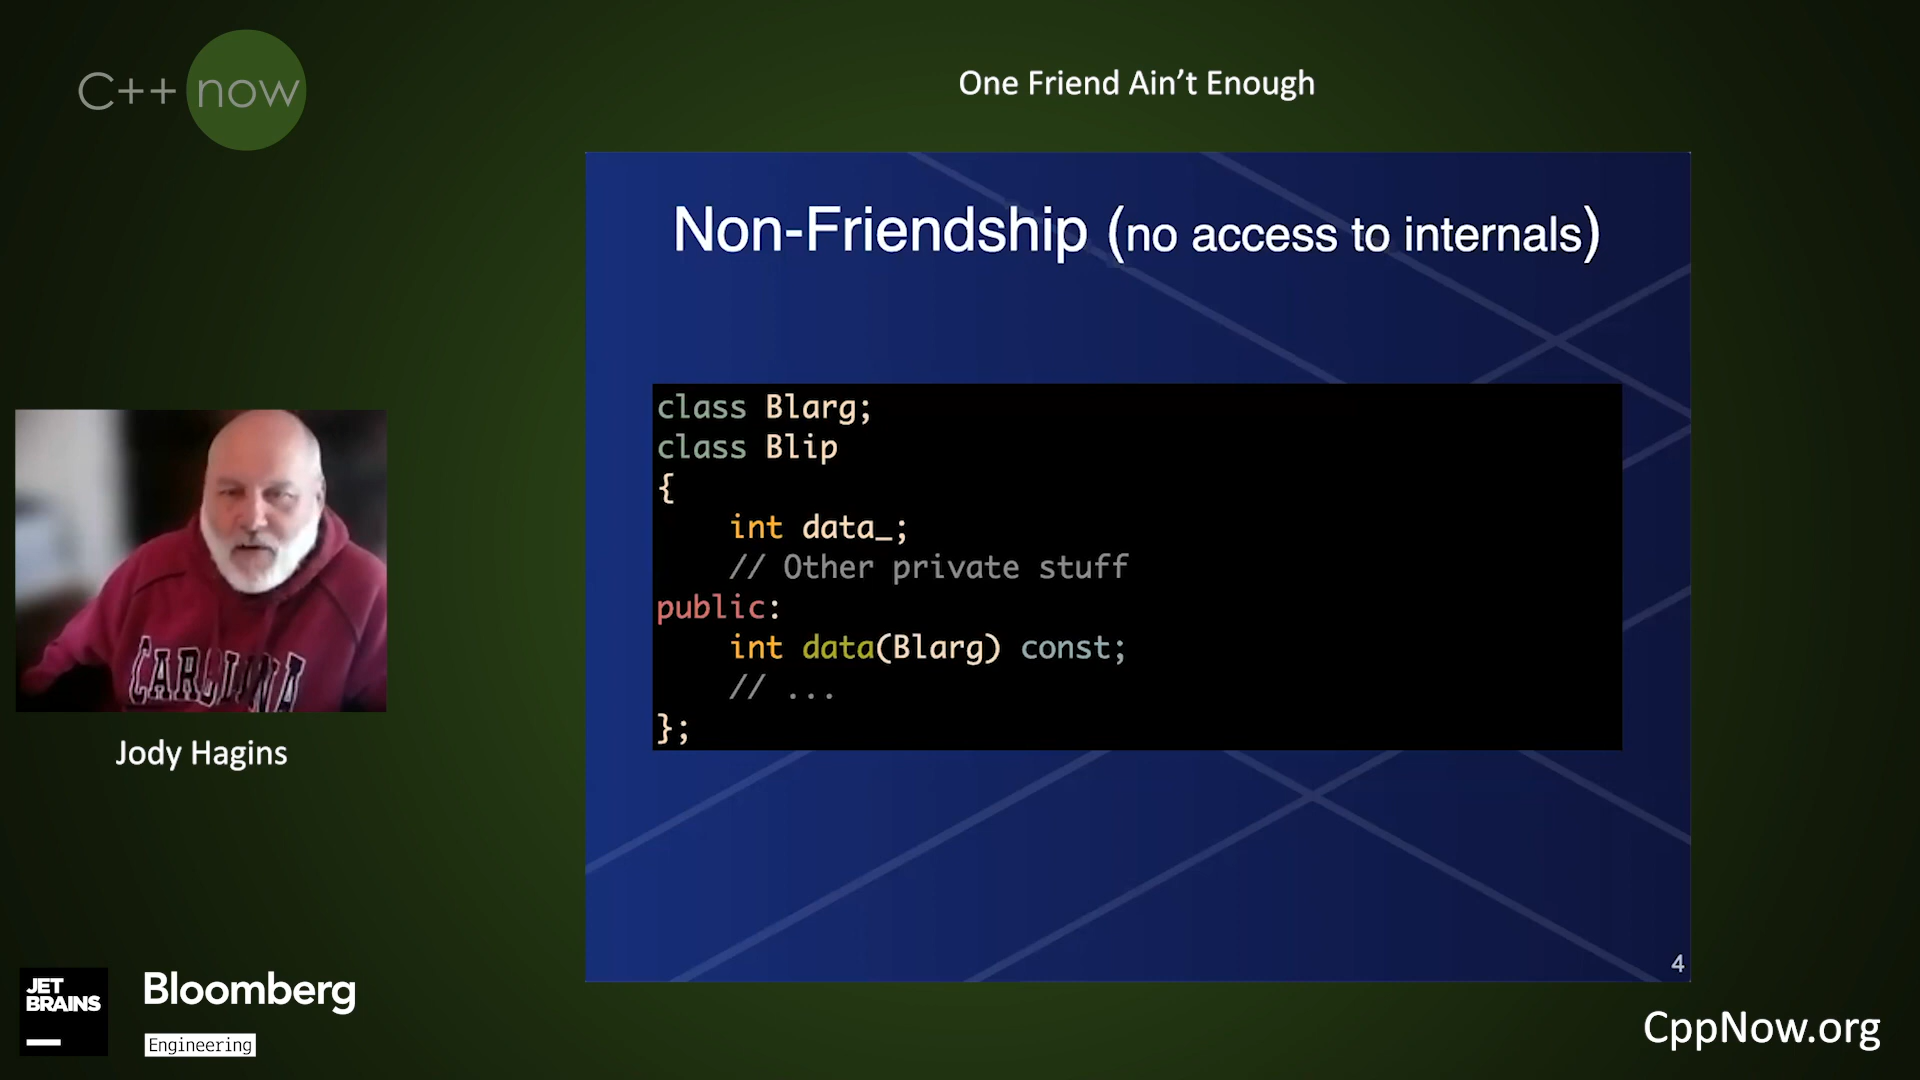 C++ now
One Friend Ain't Enough
Non-Friendship (no access to internals)
class Blarg;
class Blip
{
    int data_;
    // Other private stuff
public:
    int data(Blarg) const;
    // ...
};
4
CAROLINA
Jody Hagins
JET
BRAINS
Bloomberg
Engineering
CppNow.org